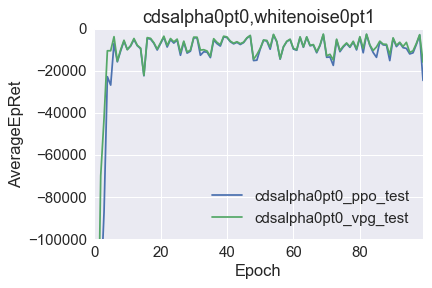 cdsalpha0pt0,whitenoise0pt1
0
−20000
−40000
−60000
−80000
−100000
AverageEpRet
cdsalpha0pt0_ppo_test
cdsalpha0pt0_vpg_test
0 20 40 60 80
Epoch